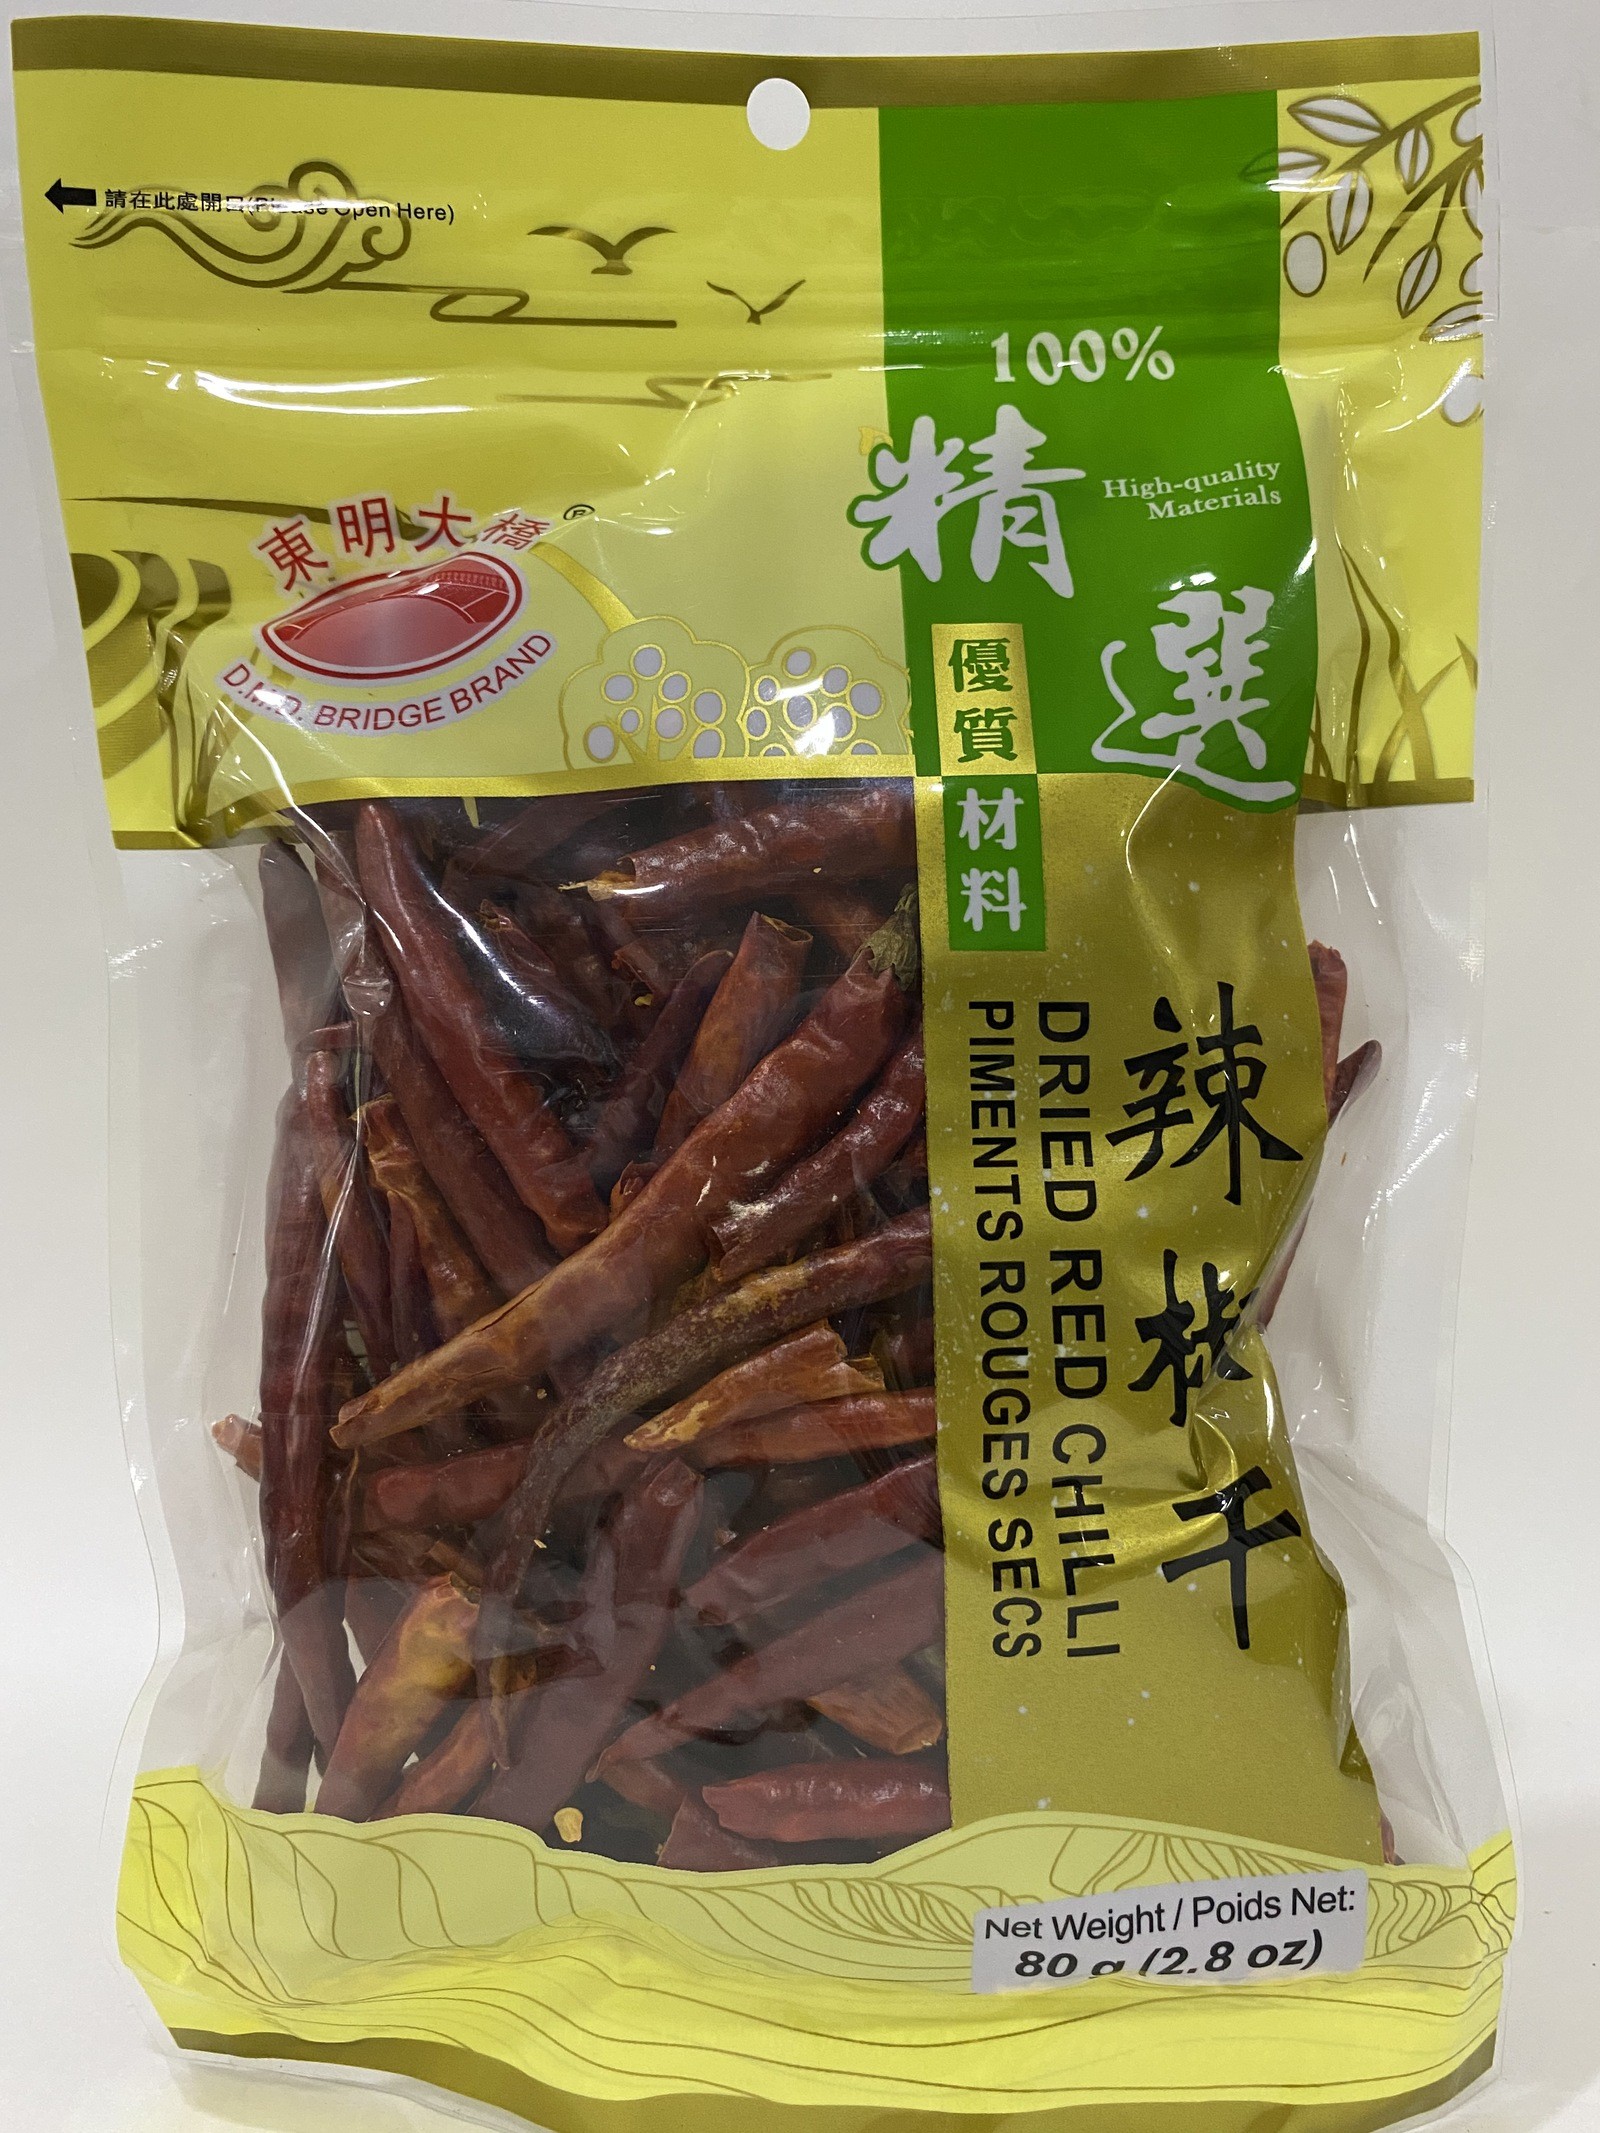 請在此處開口(Please Open Here)
100%
精選
High-quality
Materials
東明大橋®
D.M.D. BRIDGE BRAND
優質材料
辣椒干
DRIED RED CHILLI
PIMENTS ROUGES SECS
Net Weight / Poids Net:
80 g (2.8 oz)